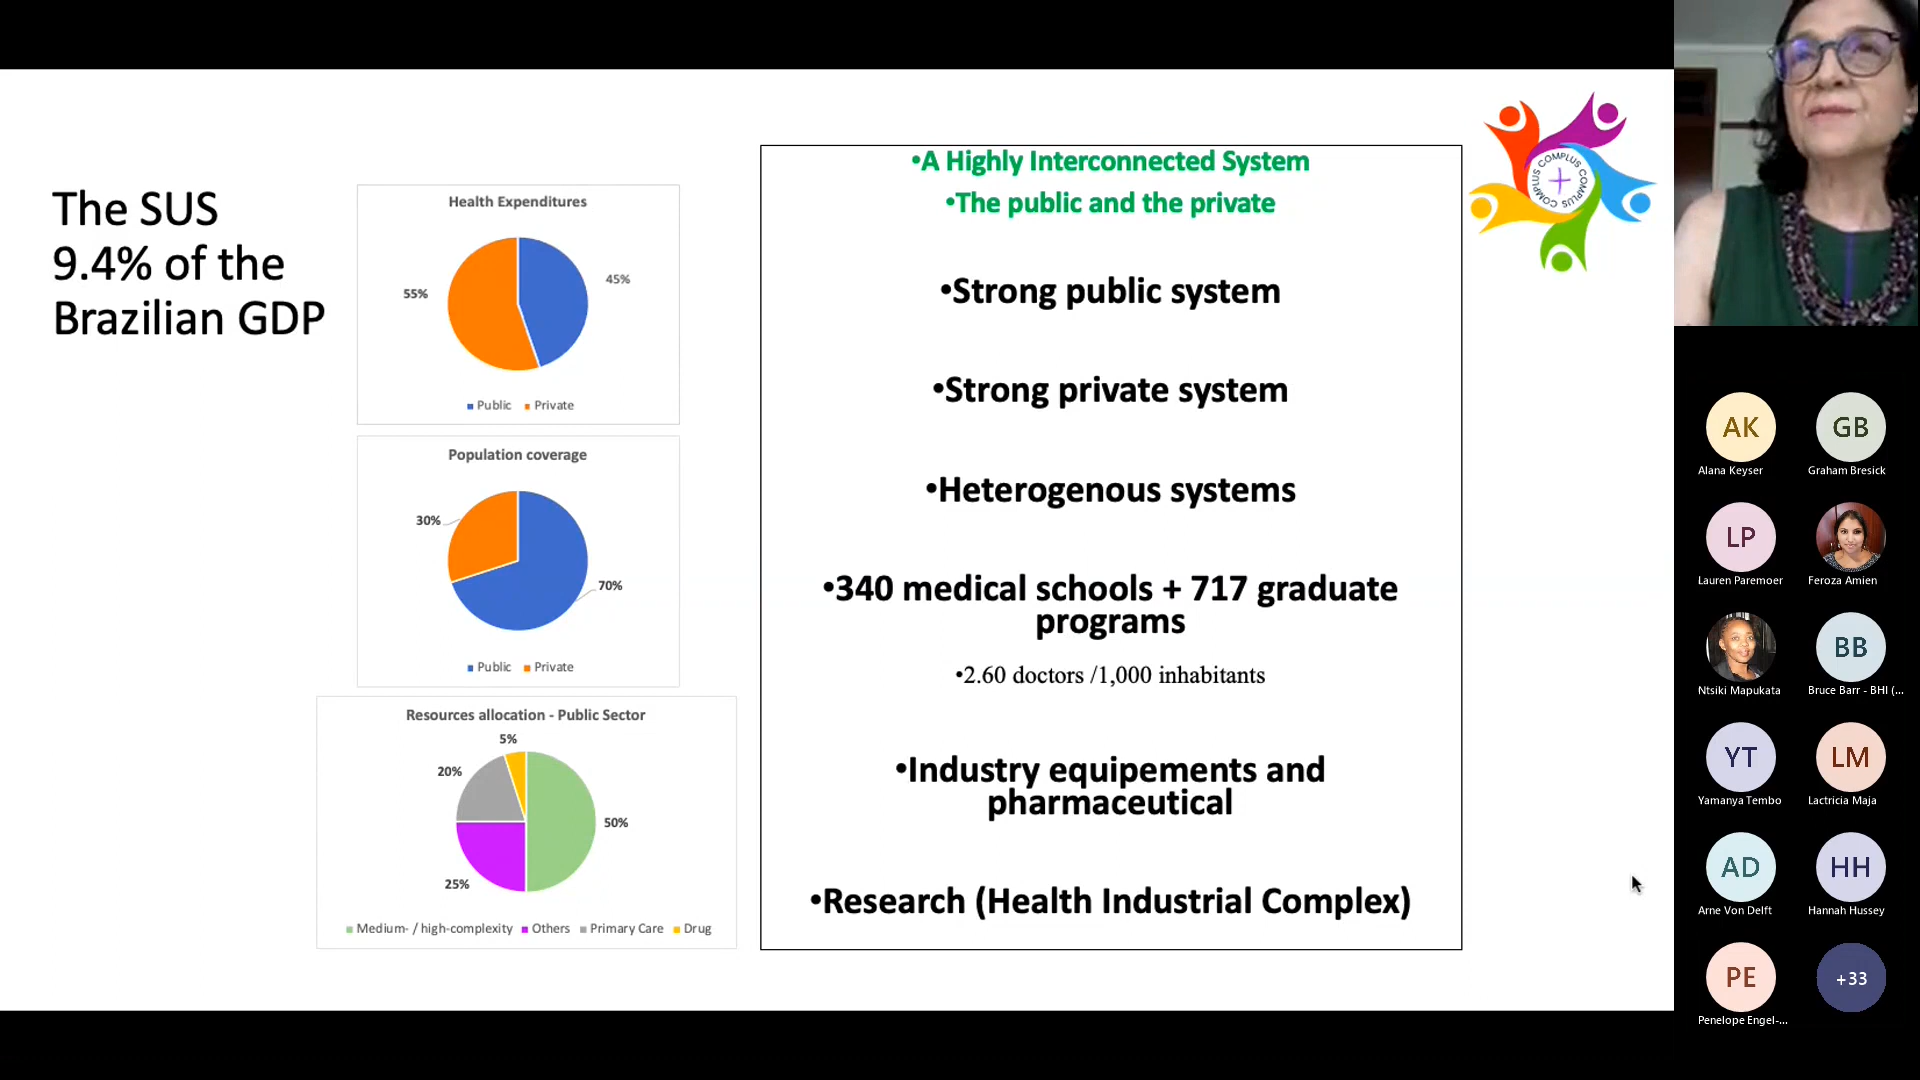 The SUS
9.4% of the
Brazilian GDP
Health Expenditures
55%
45%
Public Private
Population coverage
30%
70%
Public Private
Resources allocation - Public Sector
5%
20%
50%
25%
Medium- / high-complexity Others Primary Care Drug
•A Highly Interconnected System
•The public and the private
•Strong public system
•Strong private system
•Heterogenous systems
•340 medical schools + 717 graduate
programs
•2.60 doctors /1,000 inhabitants
•Industry equipements and
pharmaceutical
•Research (Health Industrial Complex)
COMPLUS COMPLUS COMPLUS
AK GB
Alana Keyser Graham Bresick
LP
Lauren Paremoer Feroza Amien
BB
Ntsiki Mapukata Bruce Barr - BHI (...
YT LM
Yamanya Tembo Lactricia Maja
AD HH
Arne Von Delft Hannah Hussey
PE +33
Penelope Engel-...